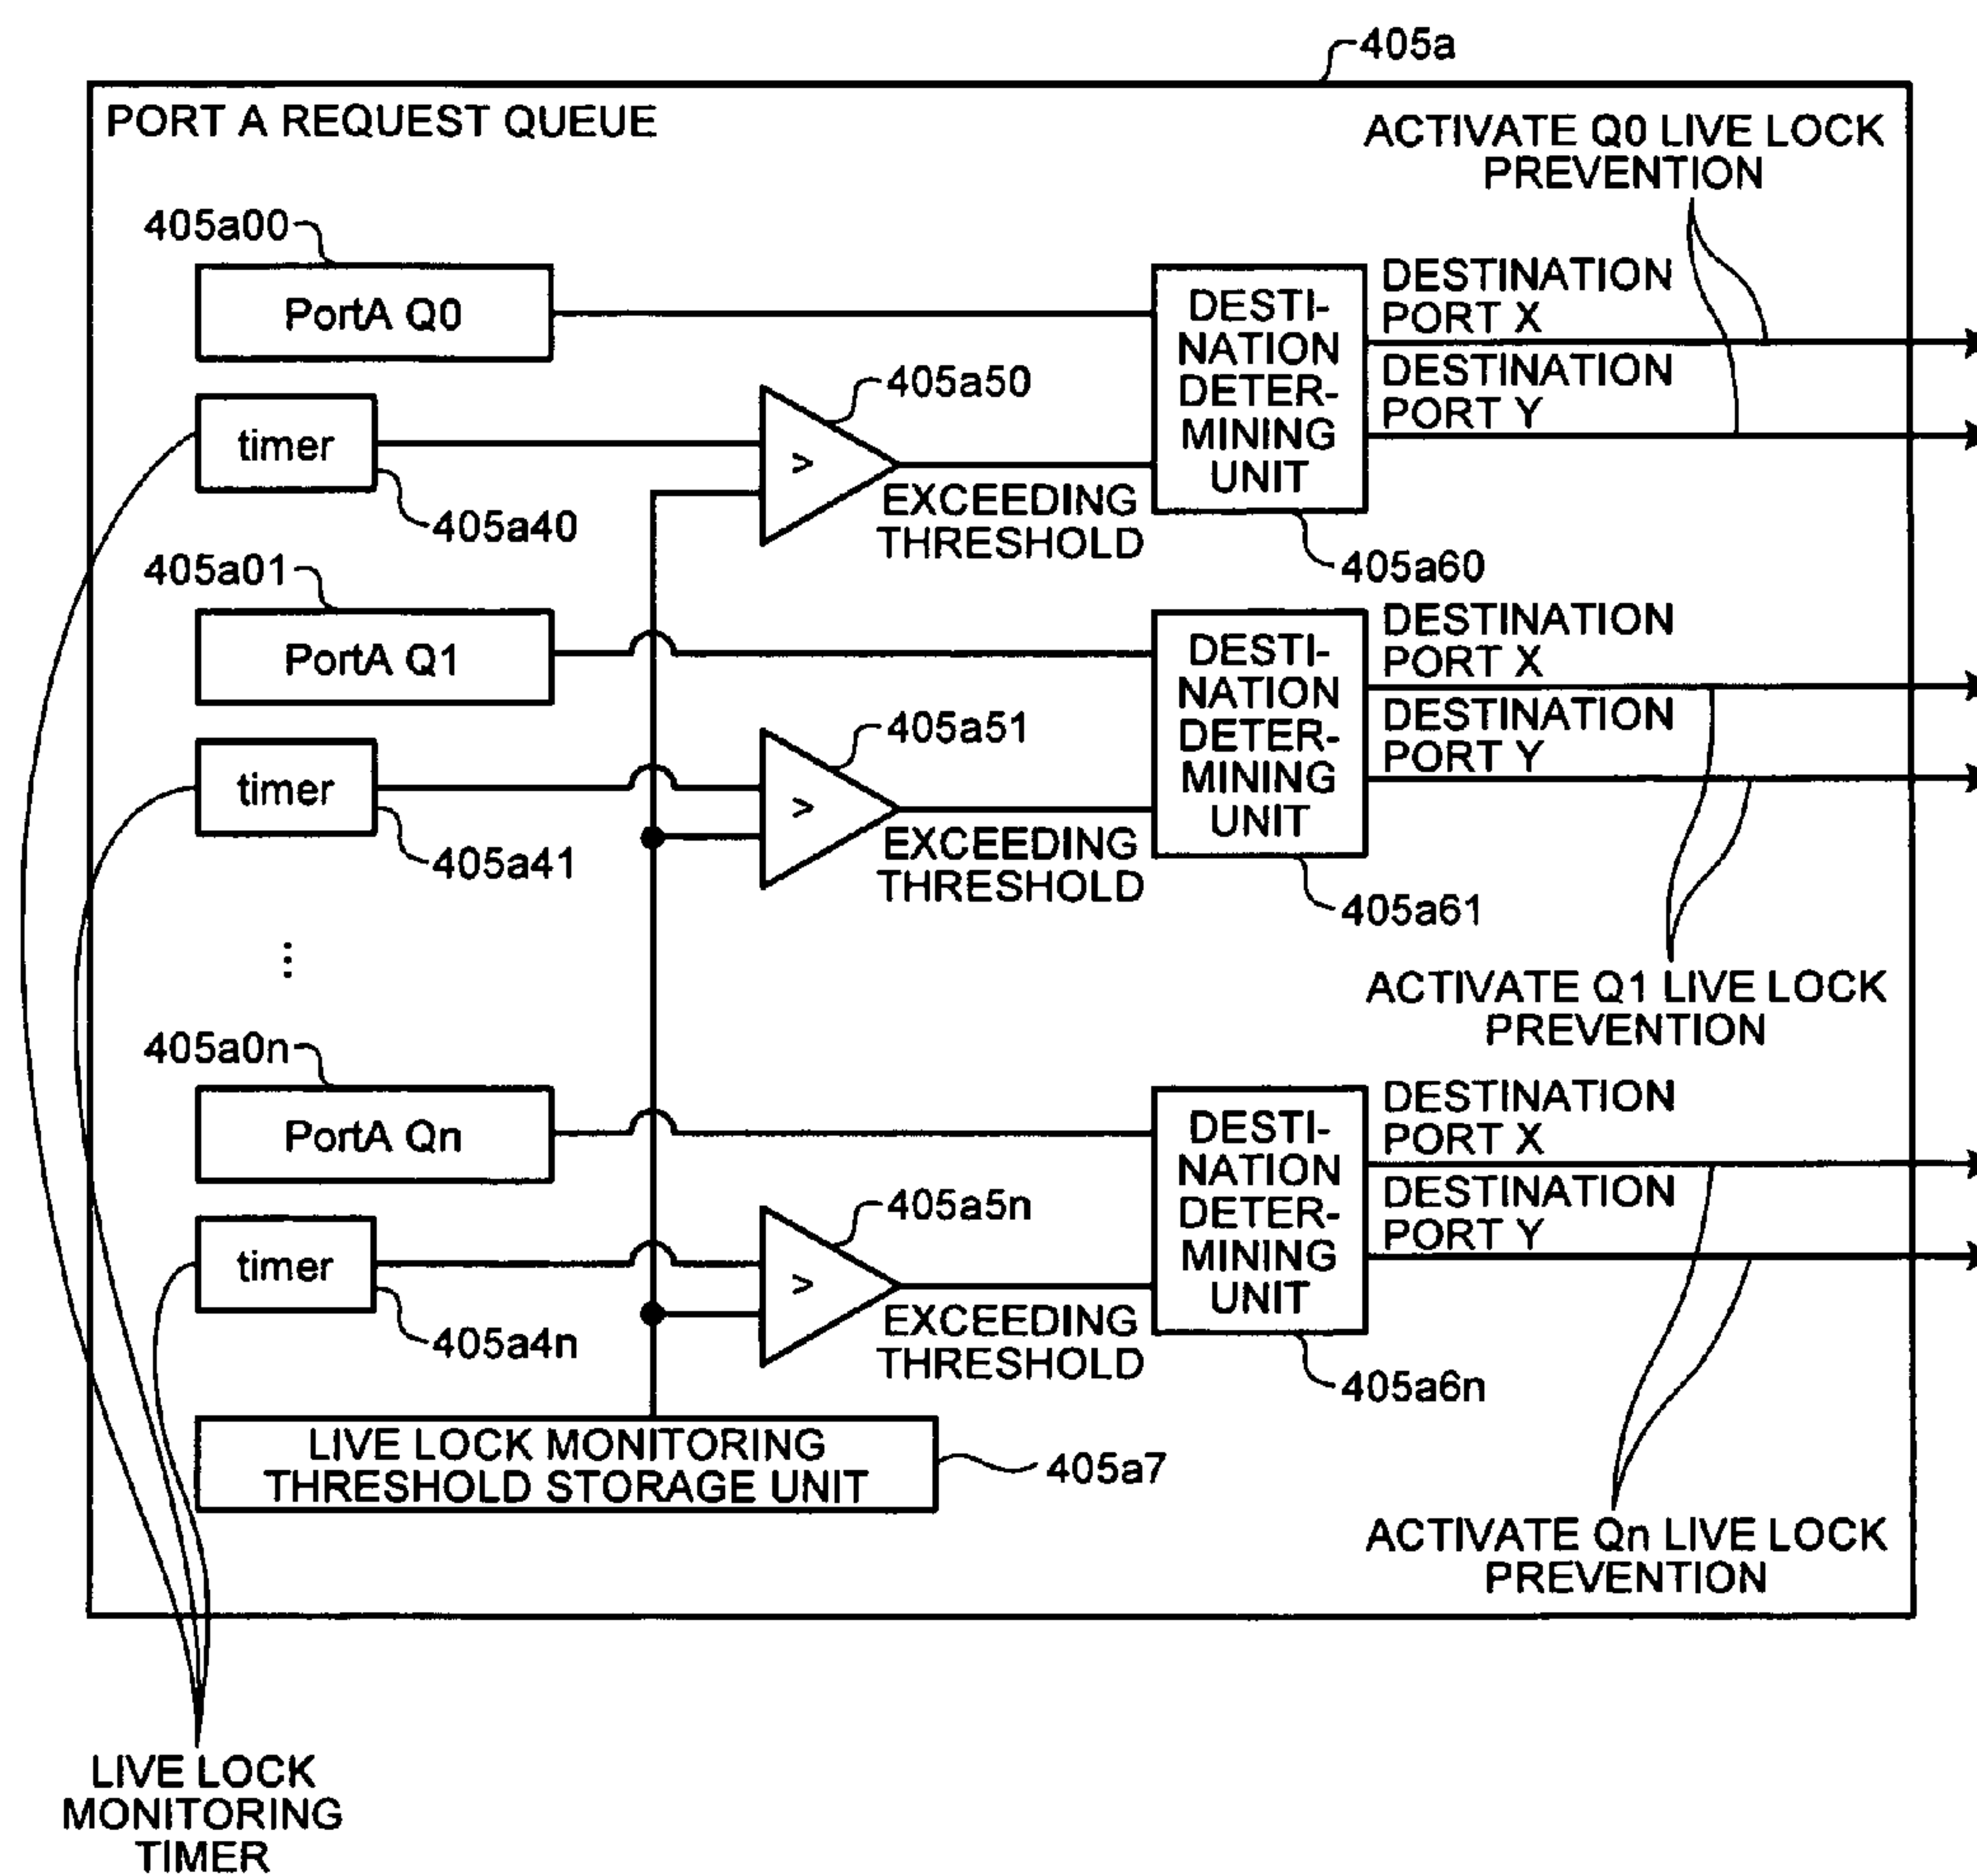 405a
PORT A REQUEST QUEUE
ACTIVATE Q0 LIVE LOCK
PREVENTION
405a00
PortA Q0
DESTI-
NATION
DETER-
MINING
UNIT
DESTINATION
PORT X
DESTINATION
PORT Y
405a50
timer
>
EXCEEDING
THRESHOLD
405a40
405a60
405a01
PortA Q1
DESTI-
NATION
DETER-
MINING
UNIT
DESTINATION
PORT X
DESTINATION
PORT Y
405a51
timer
>
EXCEEDING
THRESHOLD
405a41
405a61
...
ACTIVATE Q1 LIVE LOCK
PREVENTION
405a0n
PortA Qn
DESTI-
NATION
DETER-
MINING
UNIT
DESTINATION
PORT X
DESTINATION
PORT Y
405a5n
timer
>
EXCEEDING
THRESHOLD
405a4n
405a6n
LIVE LOCK MONITORING
THRESHOLD STORAGE UNIT
405a7
ACTIVATE Qn LIVE LOCK
PREVENTION
LIVE LOCK
MONITORING
TIMER